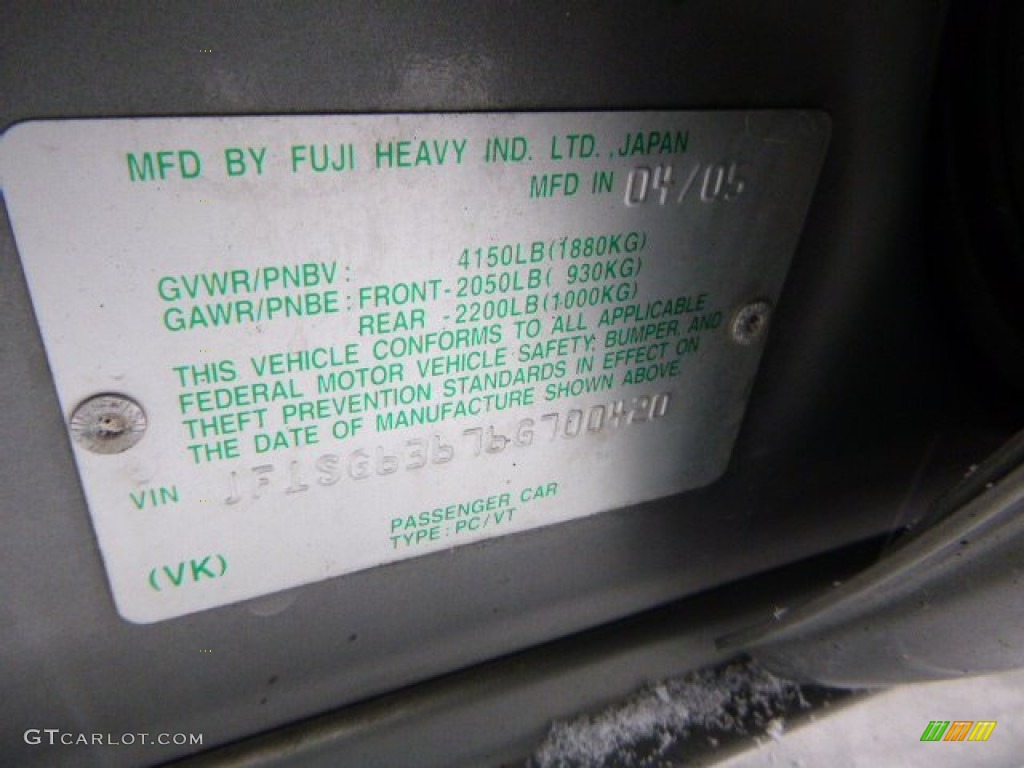 MFD BY FUJI HEAVY IND. LTD., JAPAN
MFD IN 04/05
GVWR/PNBV: 4150LB(1880KG)
GAWR/PNBE: FRONT-2050LB( 930KG)
REAR -2200LB(1000KG)
THIS VEHICLE CONFORMS TO ALL APPLICABLE
FEDERAL MOTOR VEHICLE SAFETY, BUMPER, AND
THEFT PREVENTION STANDARDS IN EFFECT ON
THE DATE OF MANUFACTURE SHOWN ABOVE.
VIN JF1SG63676G700420
PASSENGER CAR
TYPE: PC/VT
(VK)
GTCARLOT.COM